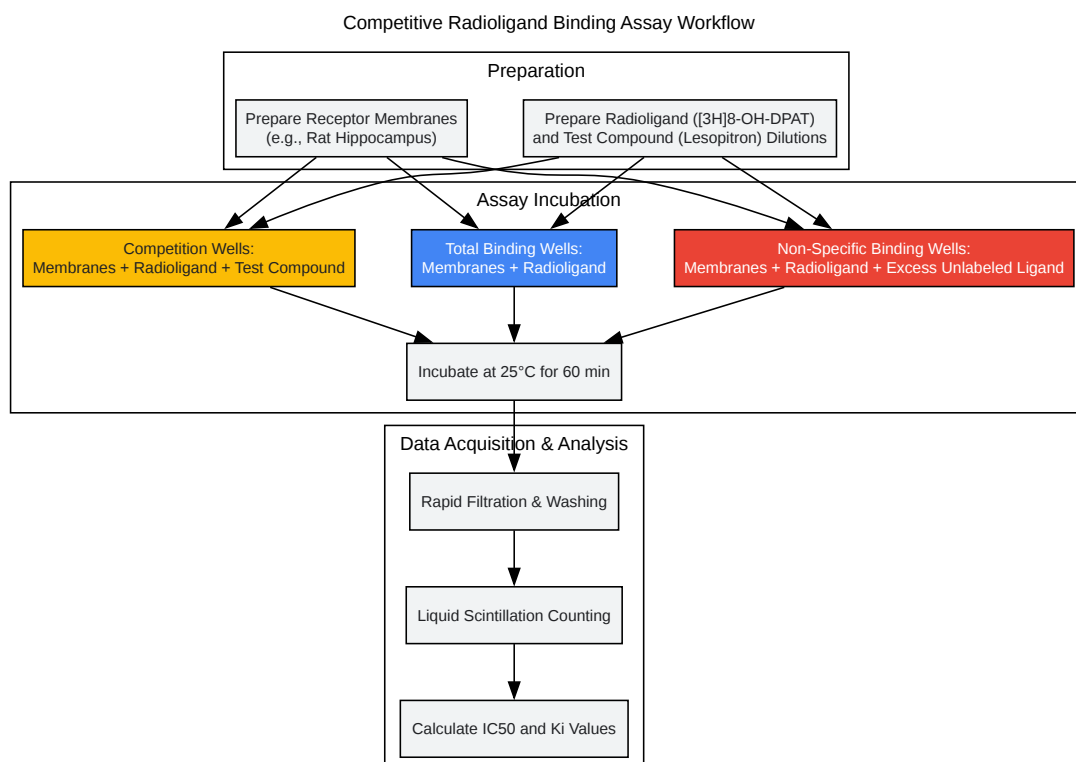 Competitive Radioligand Binding Assay Workflow
Preparation
Prepare Receptor Membranes
(e.g., Rat Hippocampus)
Prepare Radioligand ([3H]8-OH-DPAT)
and Test Compound (Lesopitron) Dilutions
Assay Incubation
Competition Wells:
Membranes + Radioligand + Test Compound
Total Binding Wells:
Membranes + Radioligand
Non-Specific Binding Wells:
Membranes + Radioligand + Excess Unlabeled Ligand
Incubate at 25°C for 60 min
Data Acquisition & Analysis
Rapid Filtration & Washing
Liquid Scintillation Counting
Calculate IC50 and Ki Values